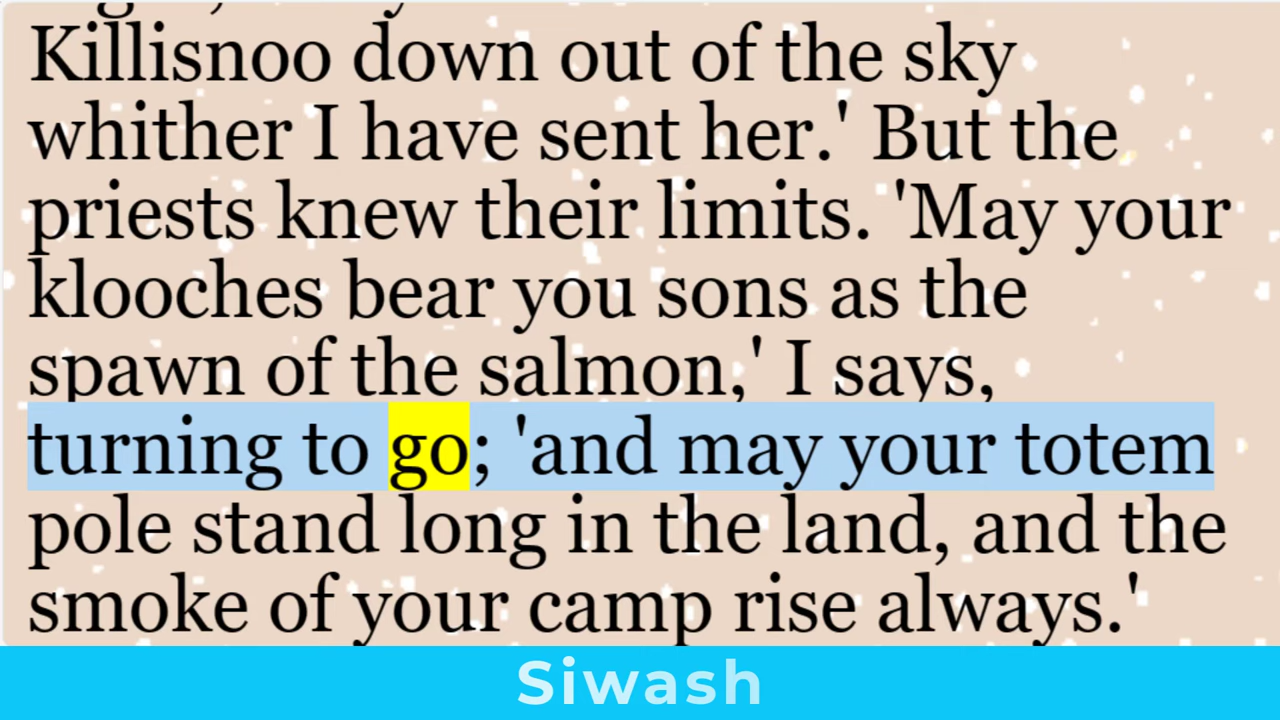 Killisnoo down out of the sky
whither I have sent her.' But the
priests knew their limits. 'May your
klooches bear you sons as the
spawn of the salmon,' I says,
turning to go; 'and may your totem
pole stand long in the land, and the
smoke of your camp rise always.'
Siwash